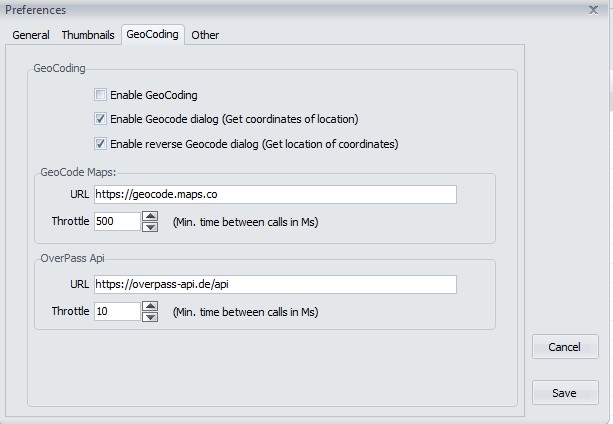 Preferences
General Thumbnails GeoCoding Other
GeoCoding
Enable GeoCoding
Enable Geocode dialog (Get coordinates of location)
Enable reverse Geocode dialog (Get location of coordinates)
GeoCode Maps:
URL https://geocode.maps.co
Throttle 500 (Min. time between calls in Ms)
OverPass Api
URL https://overpass-api.de/api
Throttle 10 (Min. time between calls in Ms)
Cancel
Save